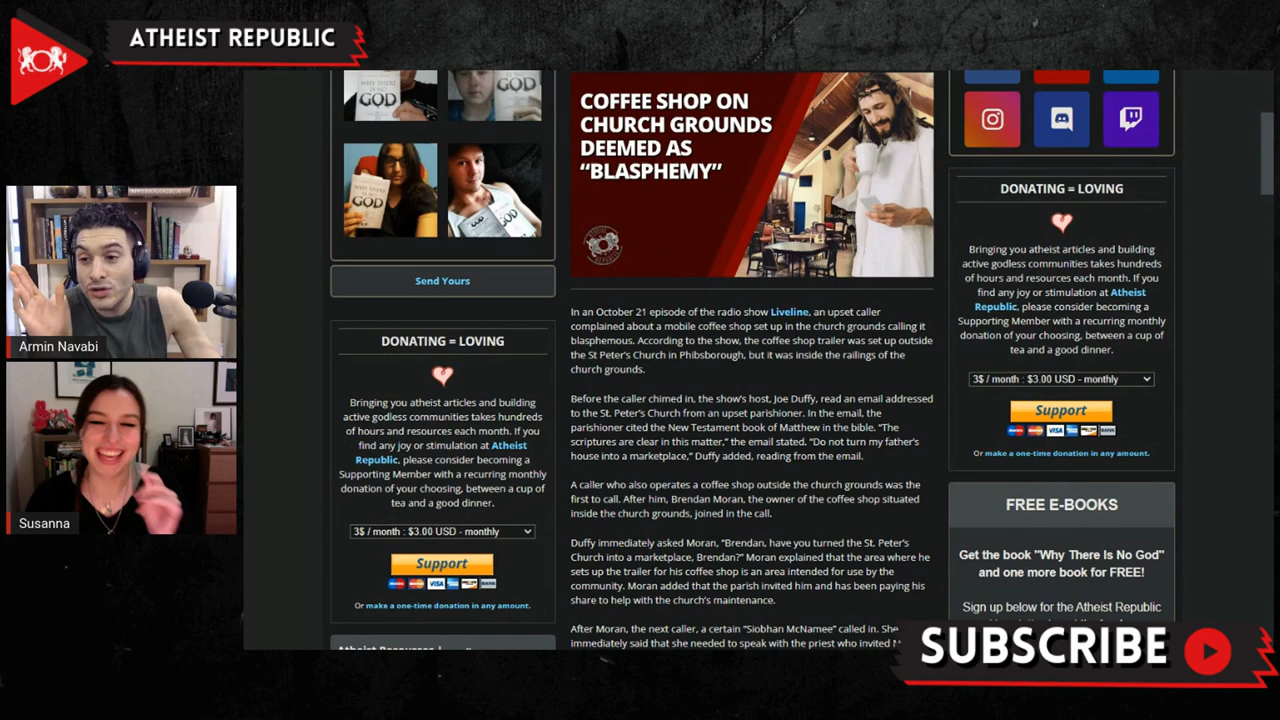 ATHEIST REPUBLIC
Armin Navabi
Susanna
WHY THERE
IS NO
GOD
GOD
Send Yours
DONATING = LOVING
Bringing you atheist articles and building
active godless communities takes hundreds
of hours and resources each month. If you
find any joy or stimulation at Atheist
Republic, please consider becoming a
Supporting Member with a recurring monthly
donation of your choosing, between a cup of
tea and a good dinner.
3$ / month : $3.00 USD - monthly
Support
VISA
BANK
Or make a one-time donation in any amount.
COFFEE SHOP ON
CHURCH GROUNDS
DEEMED AS
“BLASPHEMY”
In an October 21 episode of the radio show Liveline, an upset caller
complained about a mobile coffee shop set up in the church grounds calling it
blasphemous. According to the show, the coffee shop trailer was set up outside
the St Peter's Church in Phibsborough, but it was inside the railings of the
church grounds.
Before the caller chimed in, the show's host, Joe Duffy, read an email addressed
to the St. Peter's Church from an upset parishioner. In the email, the
parishioner cited the New Testament book of Matthew in the bible. “The
scriptures are clear in this matter,” the email stated. “Do not turn my father's
house into a marketplace,” Duffy added, reading from the email.
A caller who also operates a coffee shop outside the church grounds was the
first to call. After him, Brendan Moran, the owner of the coffee shop situated
inside the church grounds, joined in the call.
Duffy immediately asked Moran, “Brendan, have you turned the St. Peter's
Church into a marketplace, Brendan?” Moran explained that the area where he
sets up the trailer for his coffee shop is an area intended for use by the
community. Moran added that the parish invited him and has been paying his
share to help with the church's maintenance.
After Moran, the next caller, a certain “Siobhan McNamee” called in. She
immediately said that she needed to speak with the priest who invited
DONATING = LOVING
Bringing you atheist articles and building
active godless communities takes hundreds
of hours and resources each month. If you
find any joy or stimulation at Atheist
Republic, please consider becoming a
Supporting Member with a recurring monthly
donation of your choosing, between a cup of
tea and a good dinner.
3$ / month : $3.00 USD - monthly
Support
VISA
BANK
Or make a one-time donation in any amount.
FREE E-BOOKS
Get the book "Why There Is No God"
and one more book for FREE!
Sign up below for the Atheist Republic
SUBSCRIBE